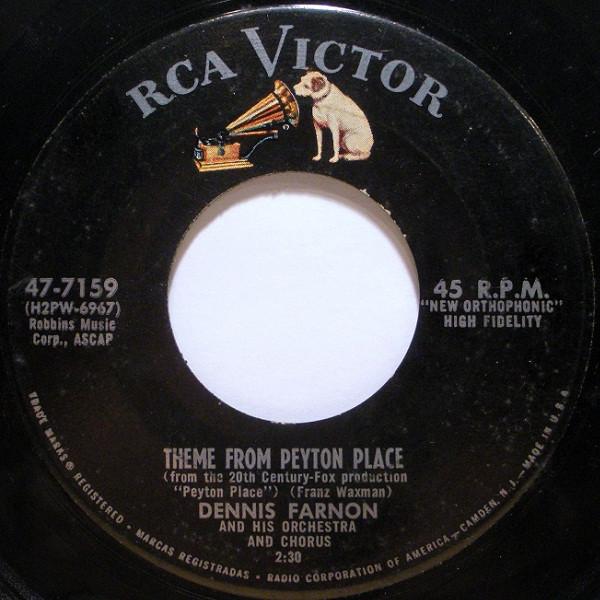 RCA VICTOR
47-7159
(H2PW-6967)
Robbins Music
Corp., ASCAP
45 R.P.M.
"NEW ORTHOPHONIC"
HIGH FIDELITY
THEME FROM PEYTON PLACE
(from the 20th Century-Fox production
"Peyton Place") (Franz Waxman)
DENNIS FARNON
AND HIS ORCHESTRA
AND CHORUS
2:30
TRADE MARKS ® REGISTERED • MARCAS REGISTRADAS • RADIO CORPORATION OF AMERICA—CAMDEN, N. J.—MADE IN U.S.A.